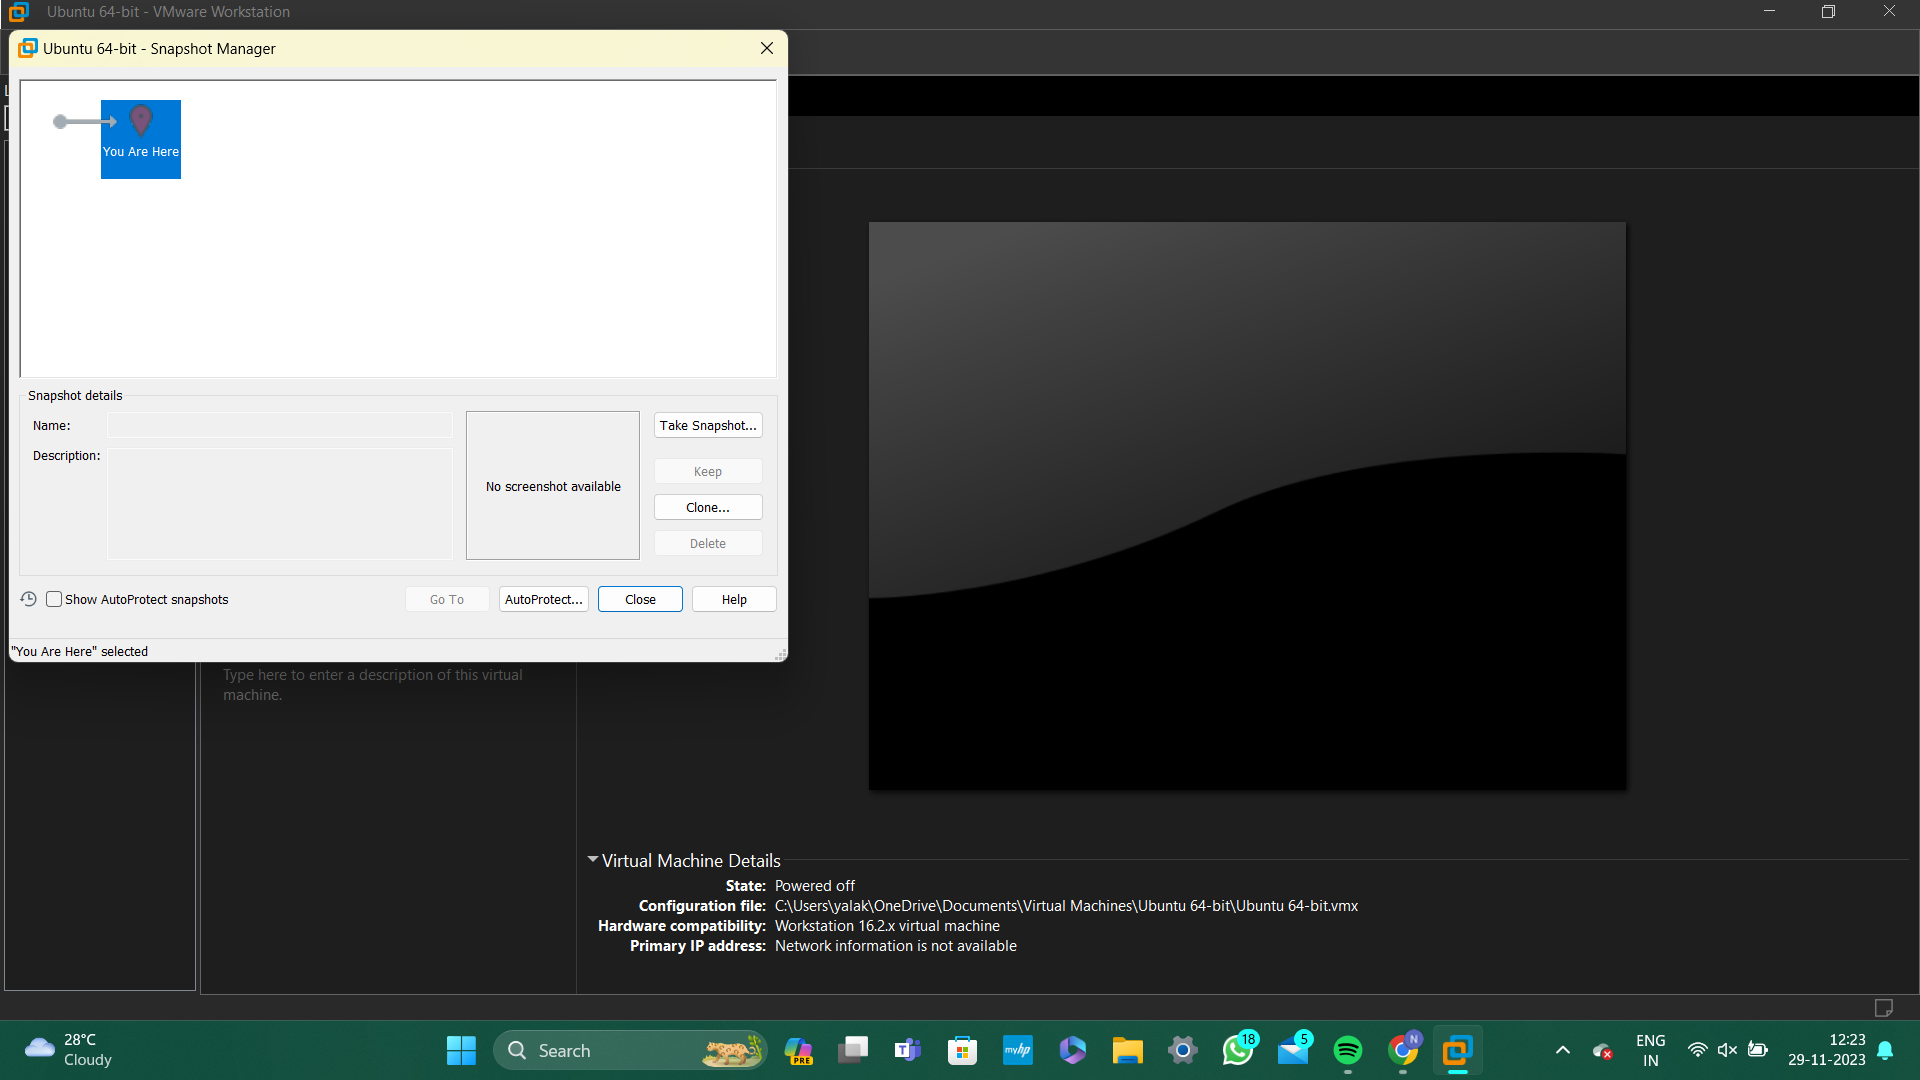 Ubuntu 64-bit - VMware Workstation
Ubuntu 64-bit - Snapshot Manager
You Are Here
Snapshot details
Name:
Description:
No screenshot available
Take Snapshot...
Keep
Clone...
Delete
Show AutoProtect snapshots
Go To
AutoProtect...
Close
Help
"You Are Here" selected
Type here to enter a description of this virtual
machine.
Virtual Machine Details
State: Powered off
Configuration file: C:\Users\yalak\OneDrive\Documents\Virtual Machines\Ubuntu 64-bit\Ubuntu 64-bit.vmx
Hardware compatibility: Workstation 16.2.x virtual machine
Primary IP address: Network information is not available
28°C
Cloudy
Search
PRE
myhp
18
5
N
ENG
IN
12:23
29-11-2023